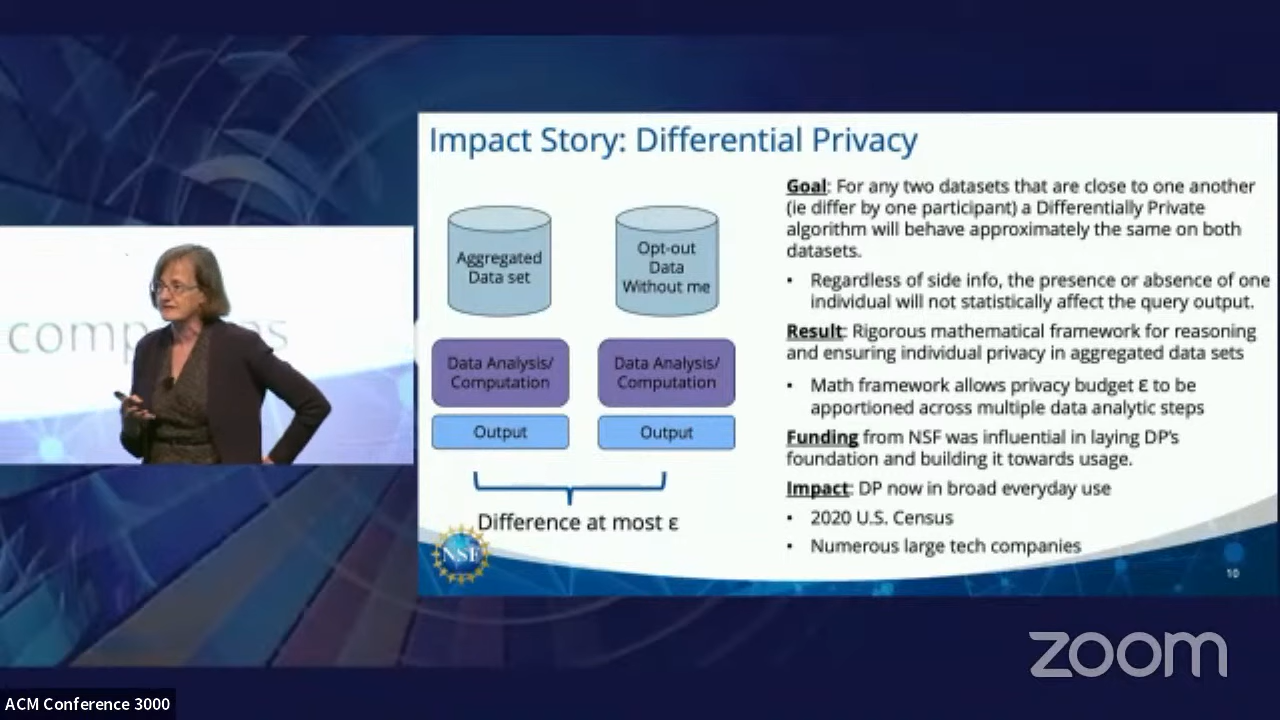 Impact Story: Differential Privacy
Aggregated
Data set
Opt-out
Data
Without me
Data Analysis/
Computation
Data Analysis/
Computation
Output
Output
Difference at most ε
NSF
Goal: For any two datasets that are close to one another
(ie differ by one participant) a Differentially Private
algorithm will behave approximately the same on both
datasets.
• Regardless of side info, the presence or absence of one
individual will not statistically affect the query output.
Result: Rigorous mathematical framework for reasoning
and ensuring individual privacy in aggregated data sets
• Math framework allows privacy budget ε to be
apportioned across multiple data analytic steps
Funding from NSF was influential in laying DP's
foundation and building it towards usage.
Impact: DP now in broad everyday use
• 2020 U.S. Census
• Numerous large tech companies
10
zoom
ACM Conference 3000